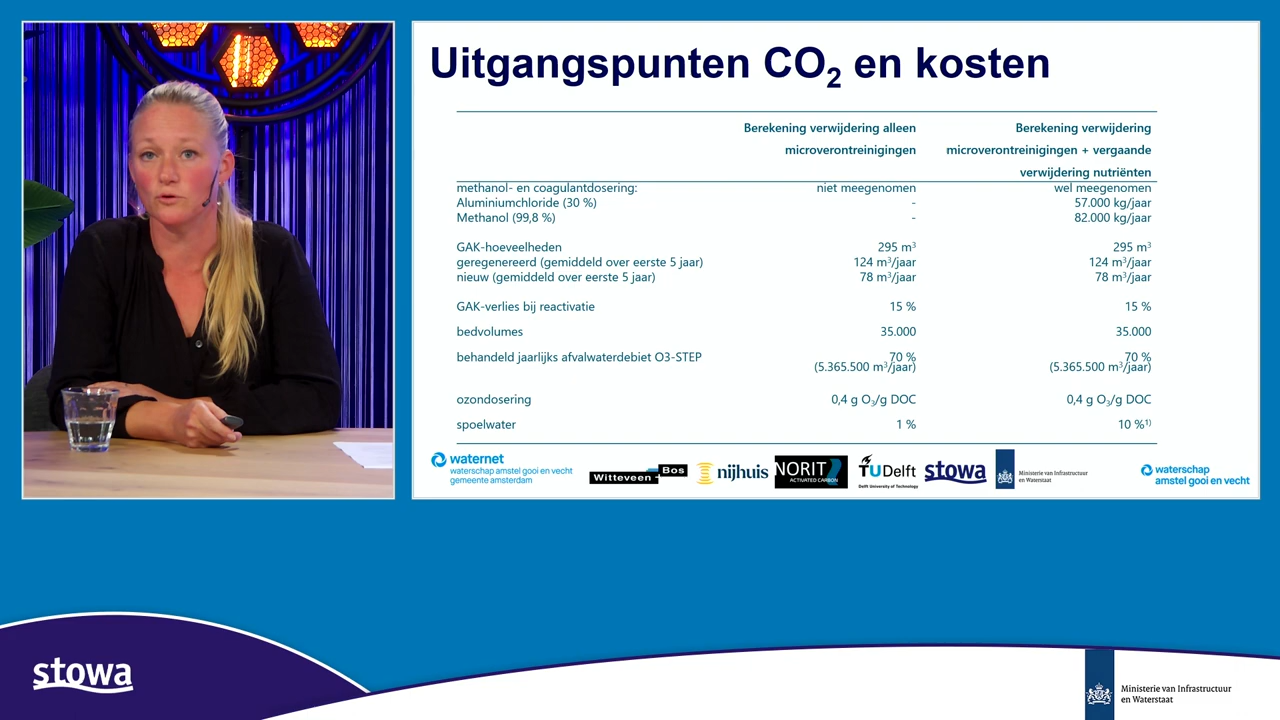 Uitgangspunten CO2 en kosten
Berekening verwijdering alleen microverontreinigingen
Berekening verwijdering microverontreinigingen + vergaande verwijdering nutriënten
methanol- en coagulantdosering: niet meegenomen wel meegenomen
Aluminiumchloride (30 %) - 57.000 kg/jaar
Methanol (99,8 %) - 82.000 kg/jaar
GAK-hoeveelheden 295 m³ 295 m³
geregenereerd (gemiddeld over eerste 5 jaar) 124 m³/jaar 124 m³/jaar
nieuw (gemiddeld over eerste 5 jaar) 78 m³/jaar 78 m³/jaar
GAK-verlies bij reactivatie 15 % 15 %
bedvolumes 35.000 35.000
behandeld jaarlijks afvalwaterdebiet O3-STEP 70 % 70 %
(5.365.500 m³/jaar) (5.365.500 m³/jaar)
ozondosering 0,4 g O₃/g DOC 0,4 g O₃/g DOC
spoelwater 1 % 10 %¹⁾
waternet
waterschap amstel gooi en vecht
gemeente amsterdam
Witteveen + Bos
nijhuis
NORIT
ACTIVATED CARBON
TU Delft
Delft University of Technology
stowa
Ministerie van Infrastructuur
en Waterstaat
waterschap
amstel gooi en vecht
stowa
Ministerie van Infrastructuur
en Waterstaat